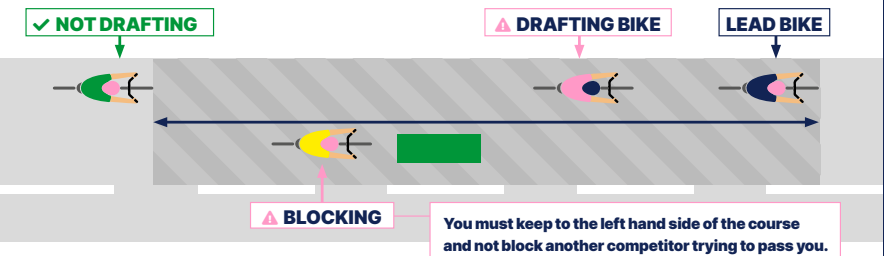 NOT DRAFTING
DRAFTING BIKE
LEAD BIKE
BLOCKING
You must keep to the left hand side of the course
and not block another competitor trying to pass you.